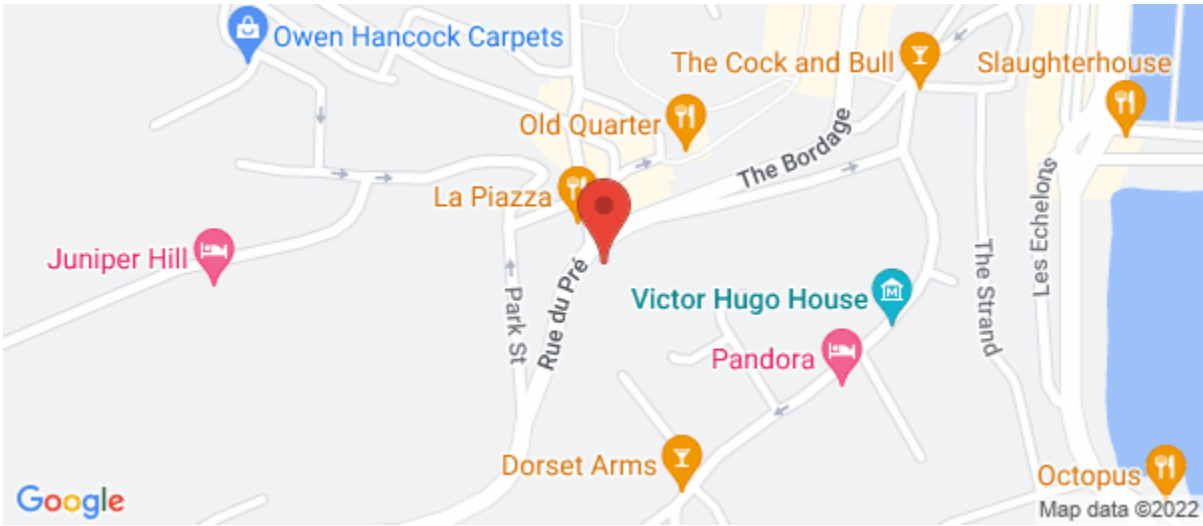 Owen Hancock Carpets
The Cock and Bull
Slaughterhouse
Old Quarter
The Bordage
La Piazza
Juniper Hill
Rue du Pré
Park St
Victor Hugo House
The Strand
Les Echelons
Pandora
Dorset Arms
Octopus
Google
Map data ©2022